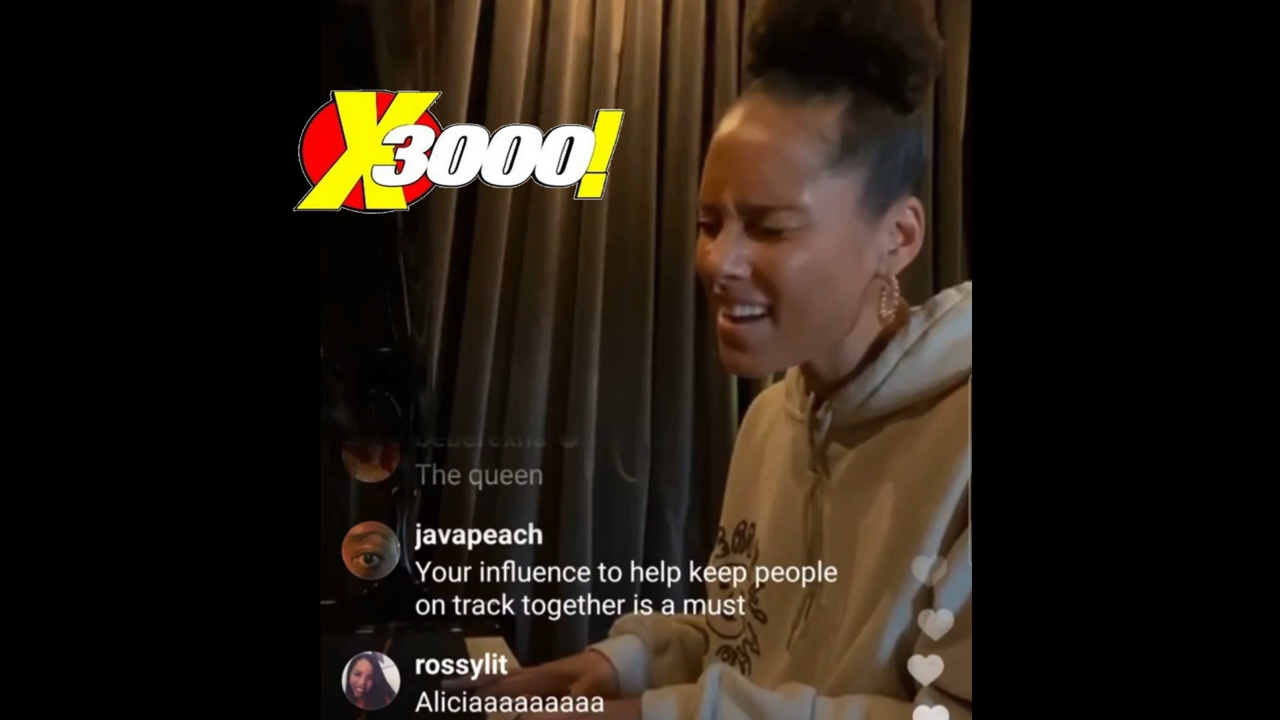 X3000!
The queen
javapeach
Your influence to help keep people
on track together is a must
rossylit
Aliciaaaaaaaaa